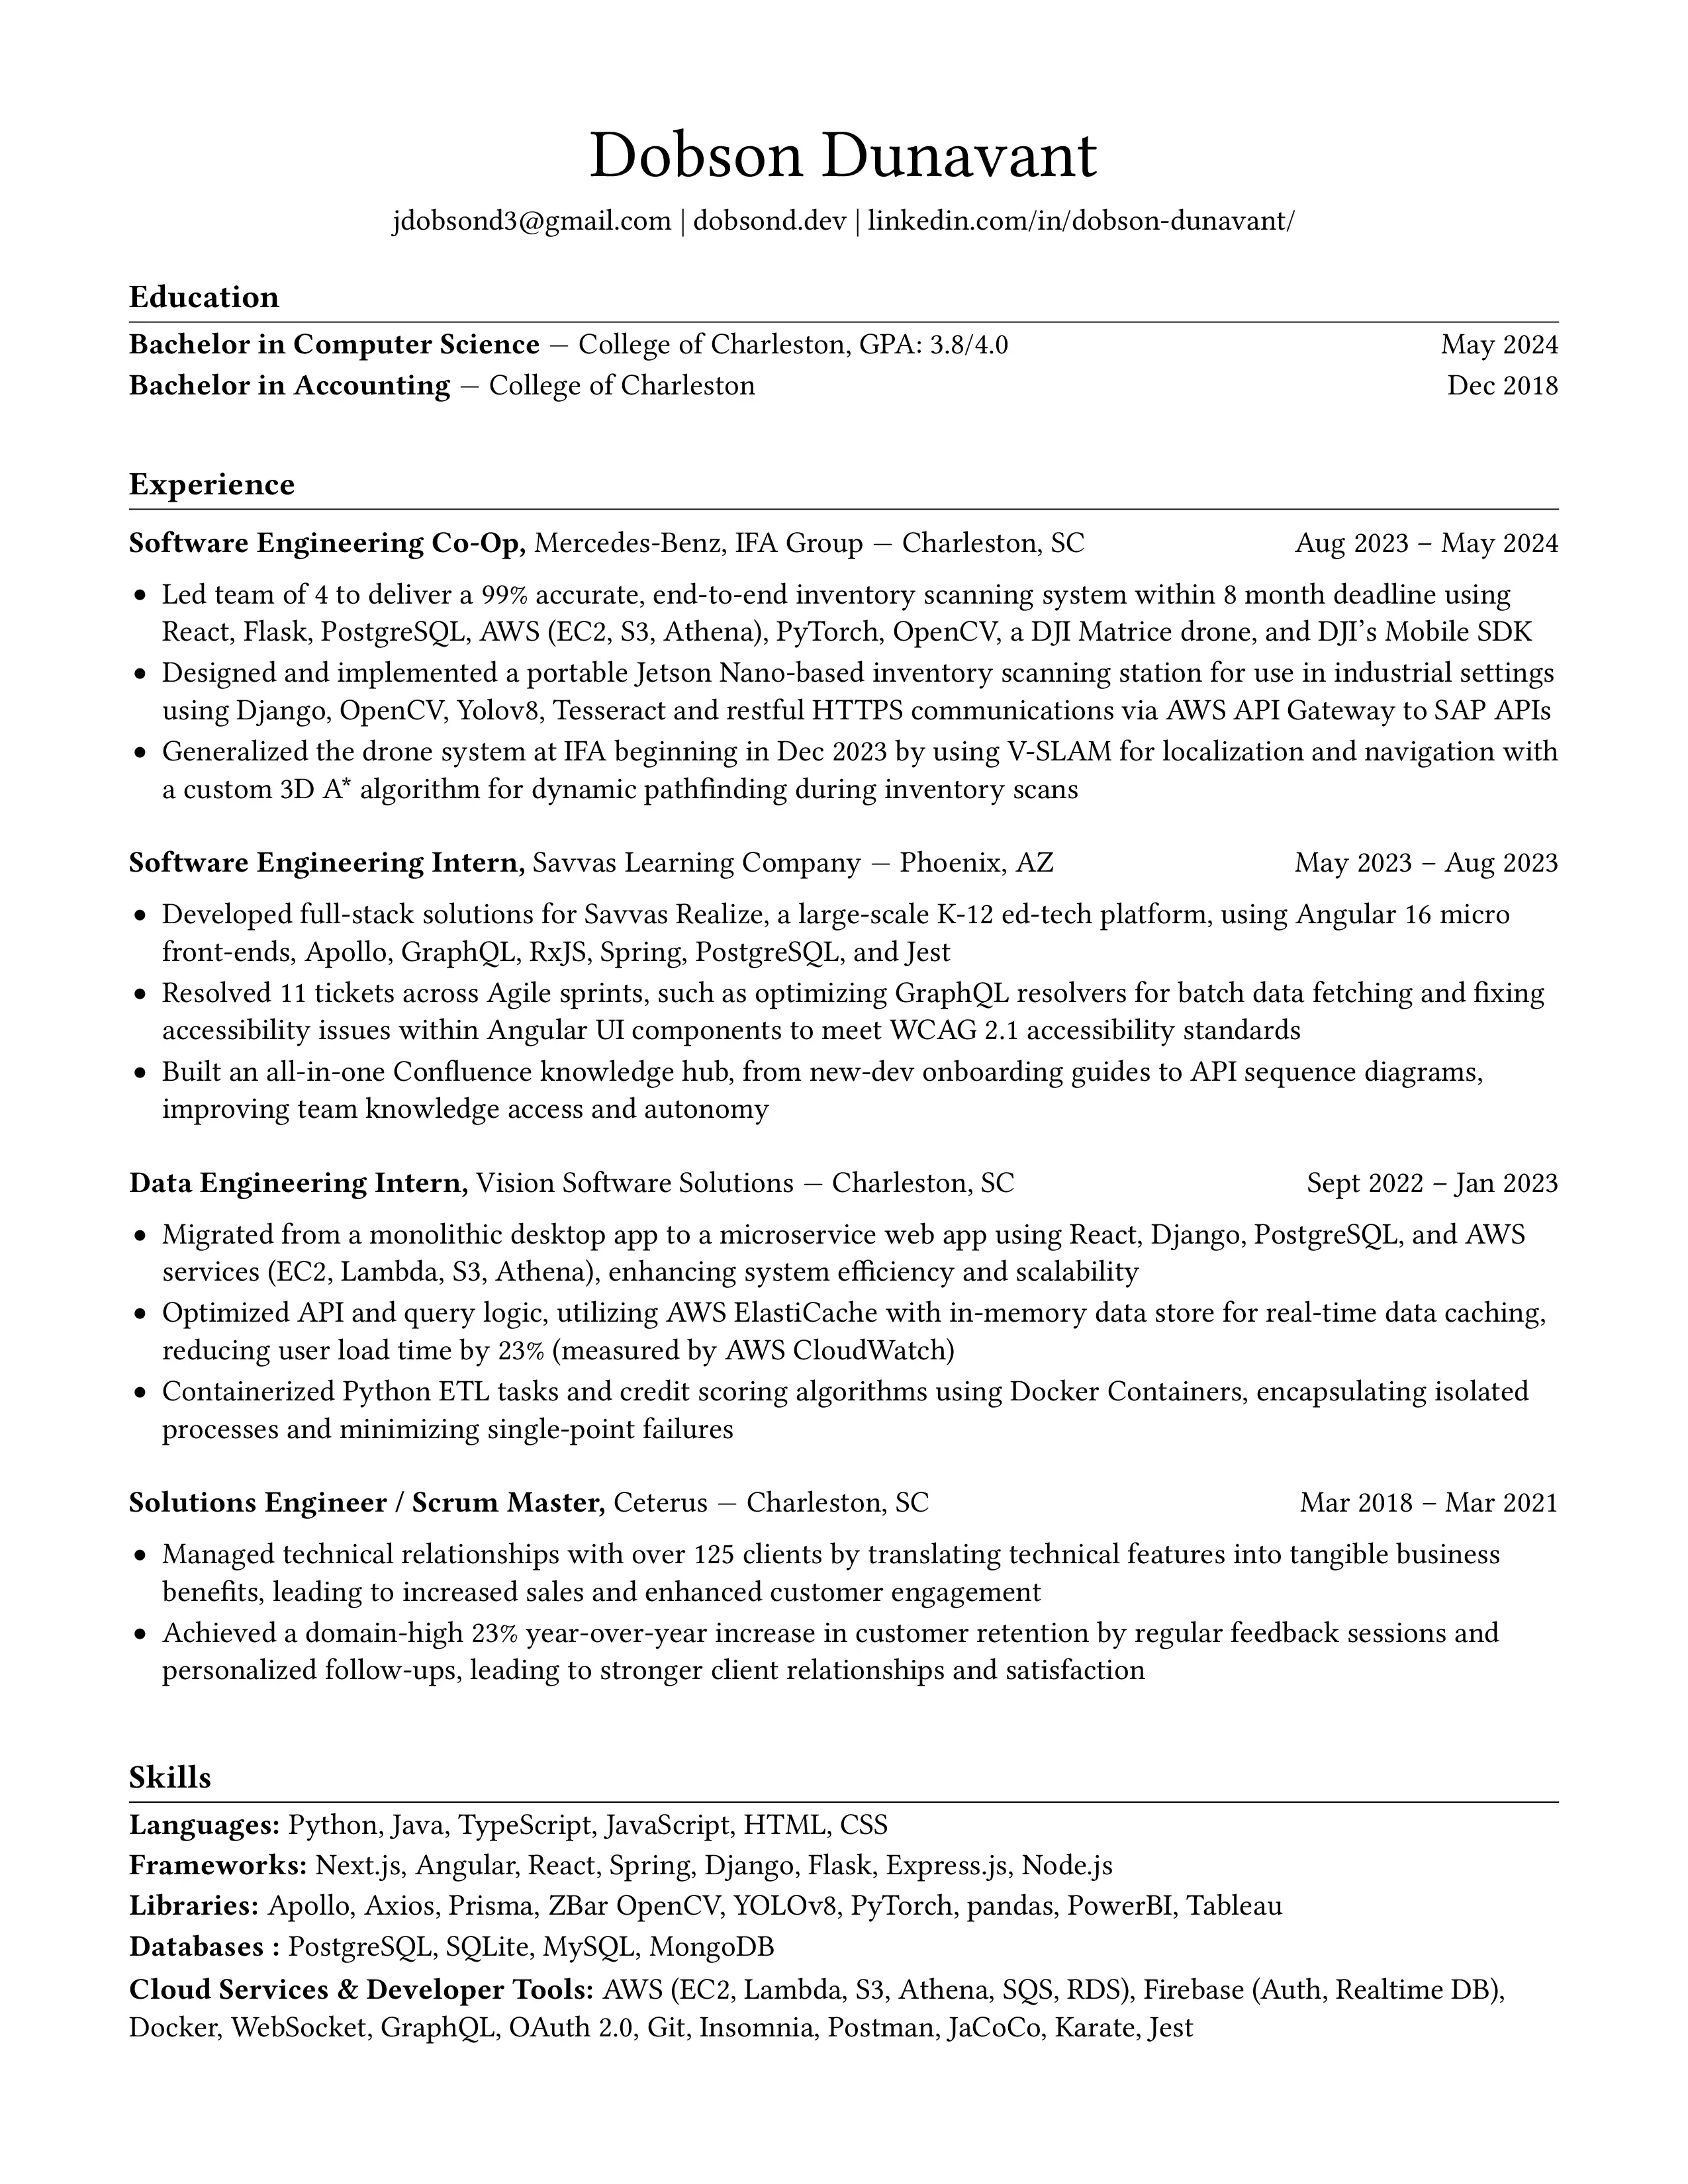 Dobson Dunavant
jdobsond3@gmail.com | dobsond.dev | linkedin.com/in/dobson-dunavant/
Education
Bachelor in Computer Science — College of Charleston, GPA: 3.8/4.0 May 2024
Bachelor in Accounting — College of Charleston Dec 2018
Experience
Software Engineering Co-Op, Mercedes-Benz, IFA Group — Charleston, SC Aug 2023 – May 2024
• Led team of 4 to deliver a 99% accurate, end-to-end inventory scanning system within 8 month deadline using
React, Flask, PostgreSQL, AWS (EC2, S3, Athena), PyTorch, OpenCV, a DJI Matrice drone, and DJI’s Mobile SDK
• Designed and implemented a portable Jetson Nano-based inventory scanning station for use in industrial settings
using Django, OpenCV, Yolov8, Tesseract and restful HTTPS communications via AWS API Gateway to SAP APIs
• Generalized the drone system at IFA beginning in Dec 2023 by using V-SLAM for localization and navigation with
a custom 3D A* algorithm for dynamic pathfinding during inventory scans
Software Engineering Intern, Savvas Learning Company — Phoenix, AZ May 2023 – Aug 2023
• Developed full-stack solutions for Savvas Realize, a large-scale K-12 ed-tech platform, using Angular 16 micro
front-ends, Apollo, GraphQL, RxJS, Spring, PostgreSQL, and Jest
• Resolved 11 tickets across Agile sprints, such as optimizing GraphQL resolvers for batch data fetching and fixing
accessibility issues within Angular UI components to meet WCAG 2.1 accessibility standards
• Built an all-in-one Confluence knowledge hub, from new-dev onboarding guides to API sequence diagrams,
improving team knowledge access and autonomy
Data Engineering Intern, Vision Software Solutions — Charleston, SC Sept 2022 – Jan 2023
• Migrated from a monolithic desktop app to a microservice web app using React, Django, PostgreSQL, and AWS
services (EC2, Lambda, S3, Athena), enhancing system efficiency and scalability
• Optimized API and query logic, utilizing AWS ElastiCache with in-memory data store for real-time data caching,
reducing user load time by 23% (measured by AWS CloudWatch)
• Containerized Python ETL tasks and credit scoring algorithms using Docker Containers, encapsulating isolated
processes and minimizing single-point failures
Solutions Engineer / Scrum Master, Ceterus — Charleston, SC Mar 2018 – Mar 2021
• Managed technical relationships with over 125 clients by translating technical features into tangible business
benefits, leading to increased sales and enhanced customer engagement
• Achieved a domain-high 23% year-over-year increase in customer retention by regular feedback sessions and
personalized follow-ups, leading to stronger client relationships and satisfaction
Skills
Languages: Python, Java, TypeScript, JavaScript, HTML, CSS
Frameworks: Next.js, Angular, React, Spring, Django, Flask, Express.js, Node.js
Libraries: Apollo, Axios, Prisma, ZBar OpenCV, YOLOv8, PyTorch, pandas, PowerBI, Tableau
Databases : PostgreSQL, SQLite, MySQL, MongoDB
Cloud Services & Developer Tools: AWS (EC2, Lambda, S3, Athena, SQS, RDS), Firebase (Auth, Realtime DB),
Docker, WebSocket, GraphQL, OAuth 2.0, Git, Insomnia, Postman, JaCoCo, Karate, Jest